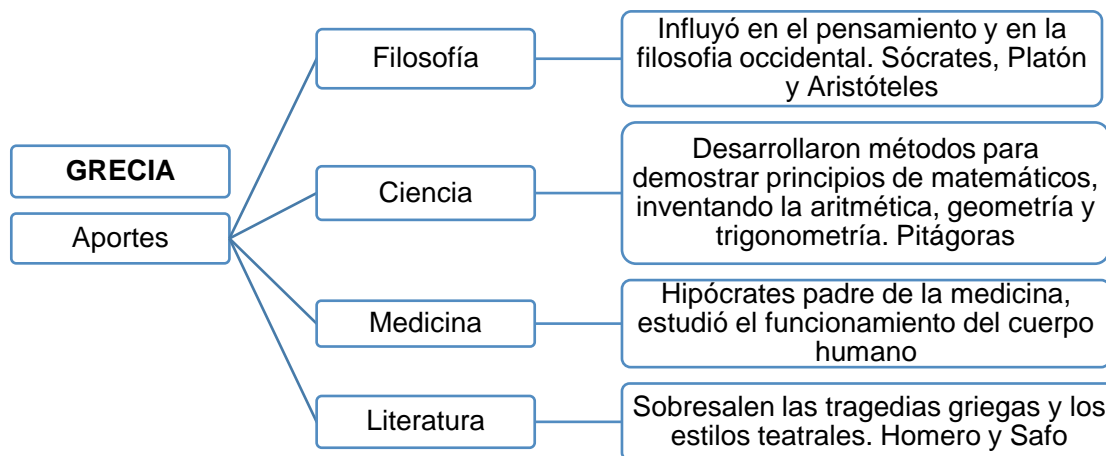 Filosofía
Influyó en el pensamiento y en la
filosofia occidental. Sócrates, Platón
y Aristóteles
GRECIA
Aportes
Ciencia
Desarrollaron métodos para
demostrar principios de matemáticos,
inventando la aritmética, geometría y
trigonometría. Pitágoras
Medicina
Hipócrates padre de la medicina,
estudió el funcionamiento del cuerpo
humano
Literatura
Sobresalen las tragedias griegas y los
estilos teatrales. Homero y Safo